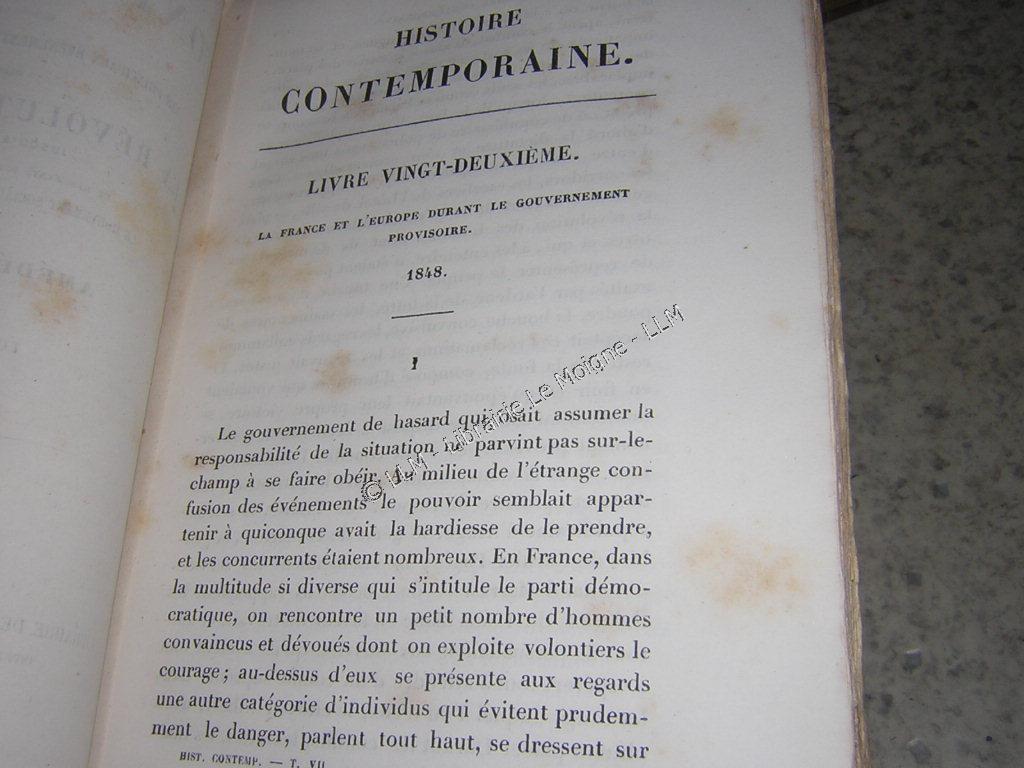 HISTOIRE
CONTEMPORAINE.
LIVRE VINGT-DEUXIÈME.
LA FRANCE ET L'EUROPE DURANT LE GOUVERNEMENT
PROVISOIRE.
1848.
I
Le gouvernement de hasard qui osait assumer la
responsabilité de la situation ne parvint pas sur-le-
champ à se faire obéir. Au milieu de l'étrange con-
fusion des événements le pouvoir semblait appar-
tenir à quiconque avait la hardiesse de le prendre,
et les concurrents étaient nombreux. En France, dans
la multitude si diverse qui s'intitule le parti démo-
cratique, on rencontre un petit nombre d'hommes
convaincus et dévoués dont on exploite volontiers le
courage; au-dessus d'eux se présente aux regards
une autre catégorie d'individus qui évitent prudem-
ment le danger, parlent tout haut, se dressent sur
HIST. CONTEMP. — T. VII
© LLM - Librairie Le Moigne - LLM